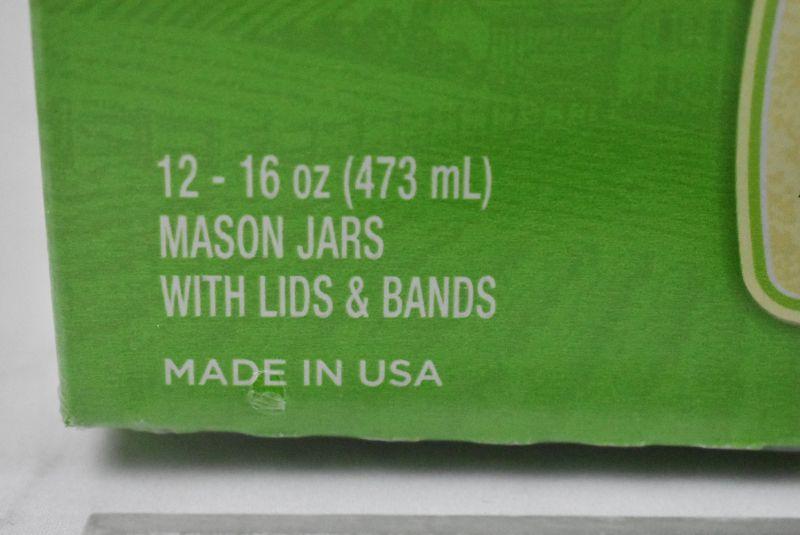 12 - 16 oz (473 mL)
MASON JARS
WITH LIDS & BANDS
MADE IN USA